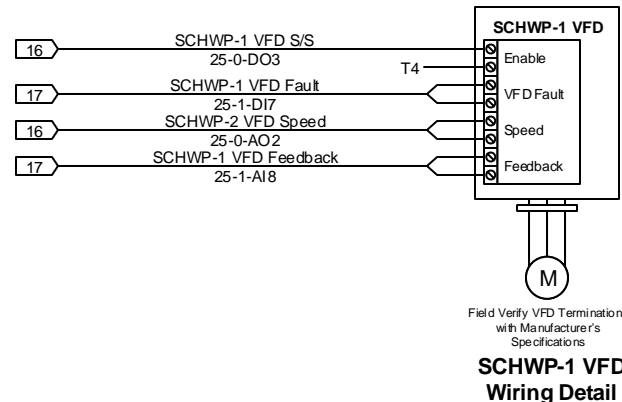 SCHWP-1 VFD
16
SCHWP-1 VFD S/S
25-0-DO3
Enable
T4
17
SCHWP-1 VFD Fault
25-1-DI7
VFD Fault
16
SCHWP-2 VFD Speed
25-0-AO2
Speed
17
SCHWP-1 VFD Feedback
25-1-AI8
Feedback
M
Field Verify VFD Termination
with Manufacturer's
Specifications
SCHWP-1 VFD
Wiring Detail